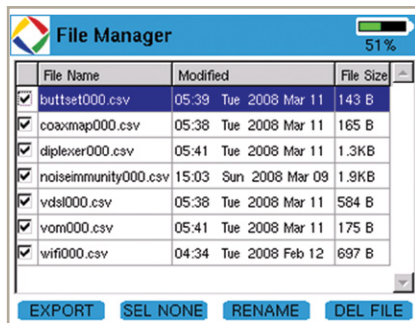 File Manager
51%
File Name Modified File Size
buttset000.csv 05:39 Tue 2008 Mar 11 143 B
coaxmap000.csv 05:38 Tue 2008 Mar 11 165 B
diplexer000.csv 05:41 Tue 2008 Mar 11 1.3KB
noiseimmunity000.csv 15:03 Sun 2008 Mar 09 1.9KB
vdsl000.csv 05:38 Tue 2008 Mar 11 584 B
vom000.csv 05:41 Tue 2008 Mar 11 175 B
wifi000.csv 04:34 Tue 2008 Feb 12 697 B
EXPORT SEL NONE RENAME DEL FILE